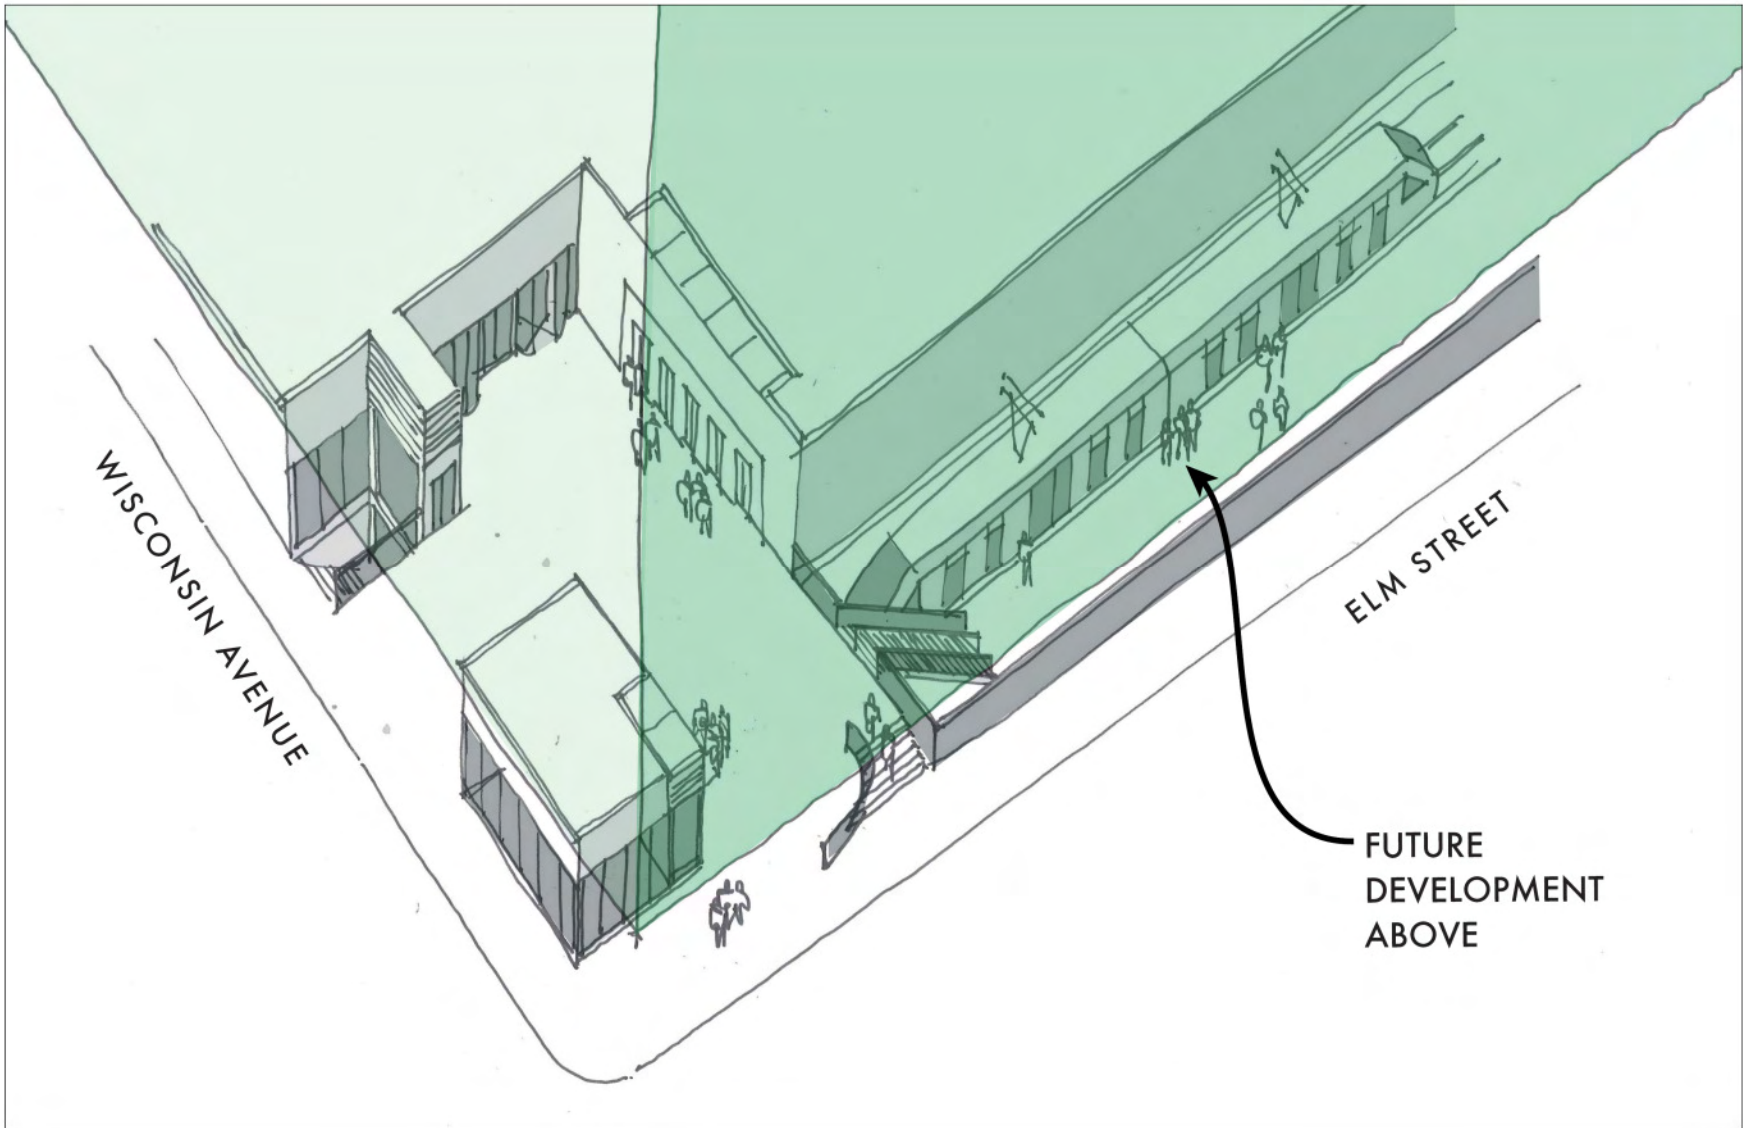 WISCONSIN AVENUE
ELM STREET
FUTURE
DEVELOPMENT
ABOVE